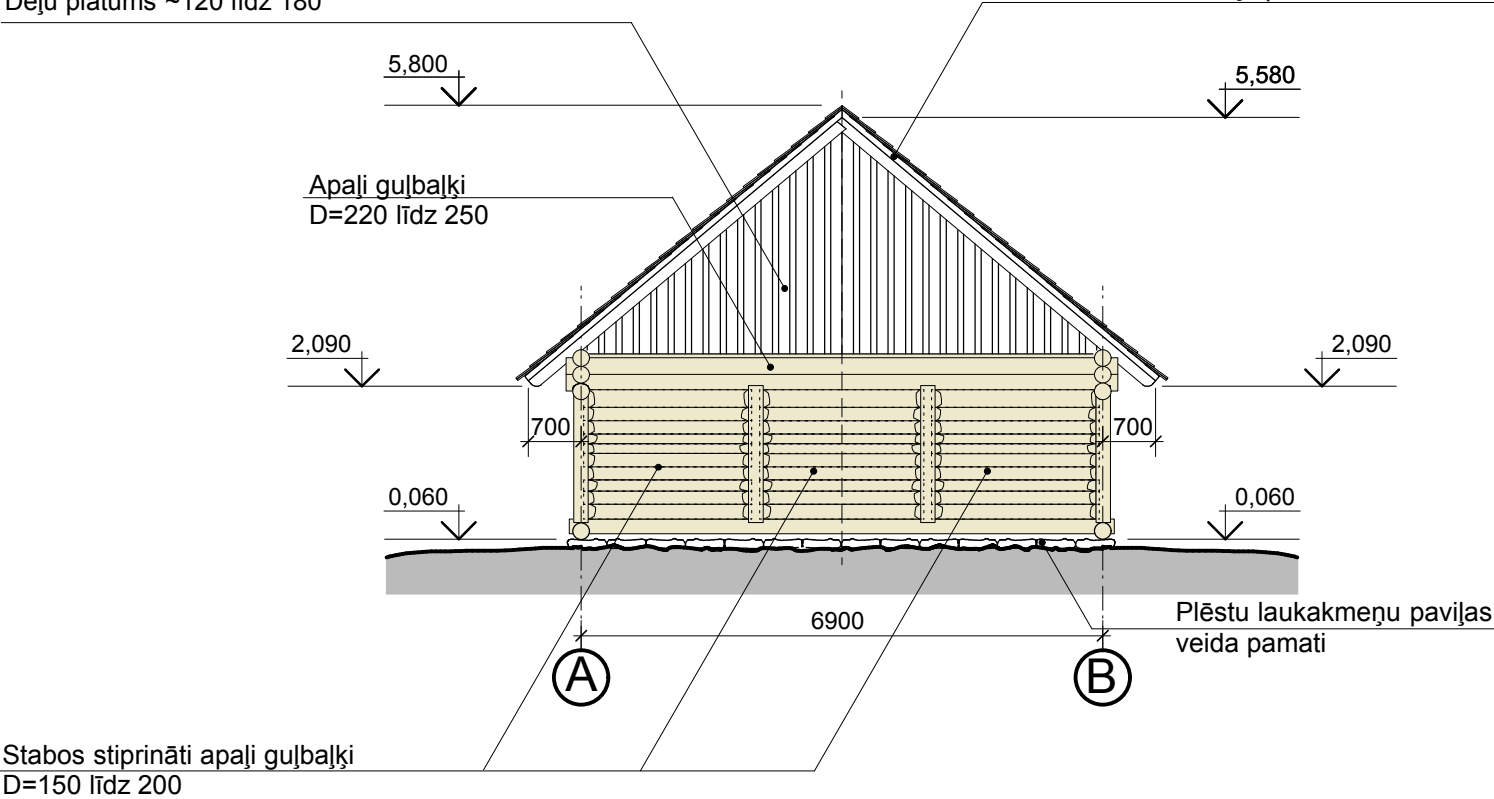 Dēļu platums ~120 līdz 180
5,800
5,580
Apaļi guļbaļķi
D=220 līdz 250
2,090
2,090
700
700
0,060
0,060
6900
Plēstu laukakmeņu paviļas
veida pamati
A
B
Stabos stiprināti apaļi guļbaļķi
D=150 līdz 200